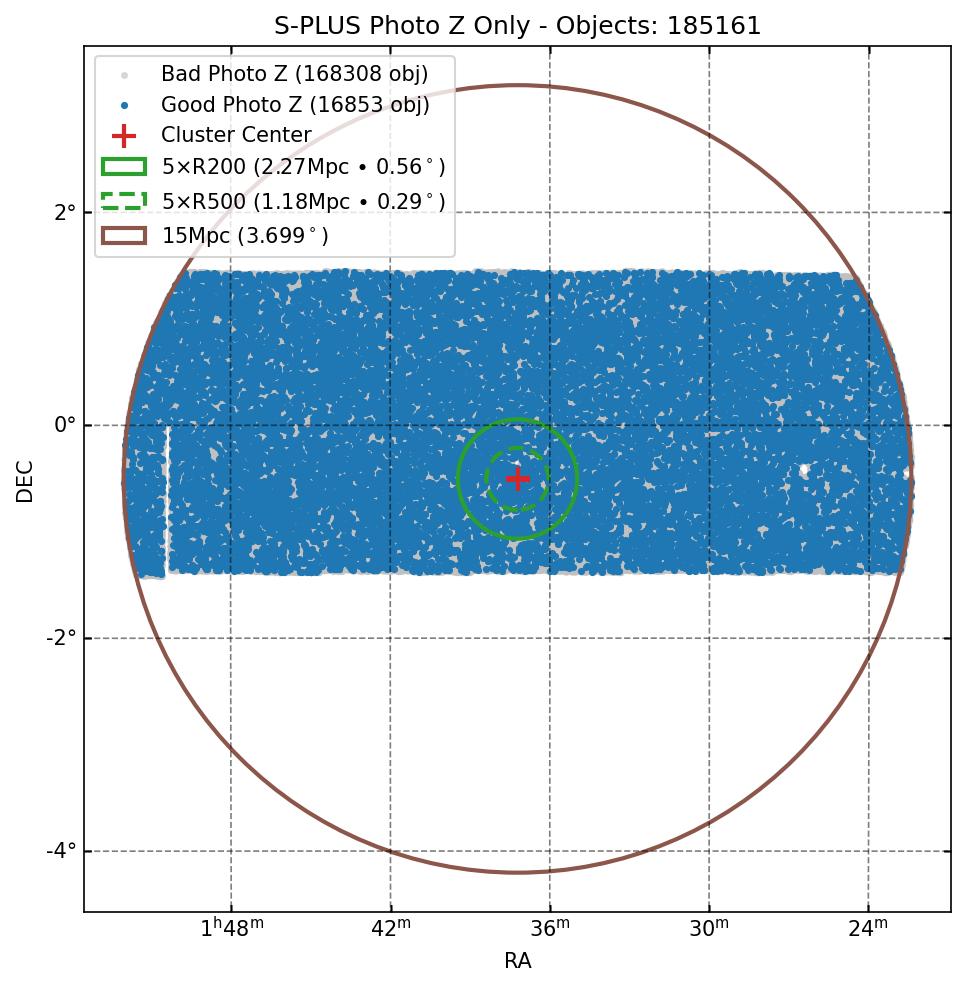 S-PLUS Photo Z Only - Objects: 185161
Bad Photo Z (168308 obj)
Good Photo Z (16853 obj)
Cluster Center
5×R200 (2.27Mpc • 0.56°)
5×R500 (1.18Mpc • 0.29°)
15Mpc (3.699°)
2°
0°
-2°
-4°
DEC
1ʰ48ᵐ 42ᵐ 36ᵐ 30ᵐ 24ᵐ
RA